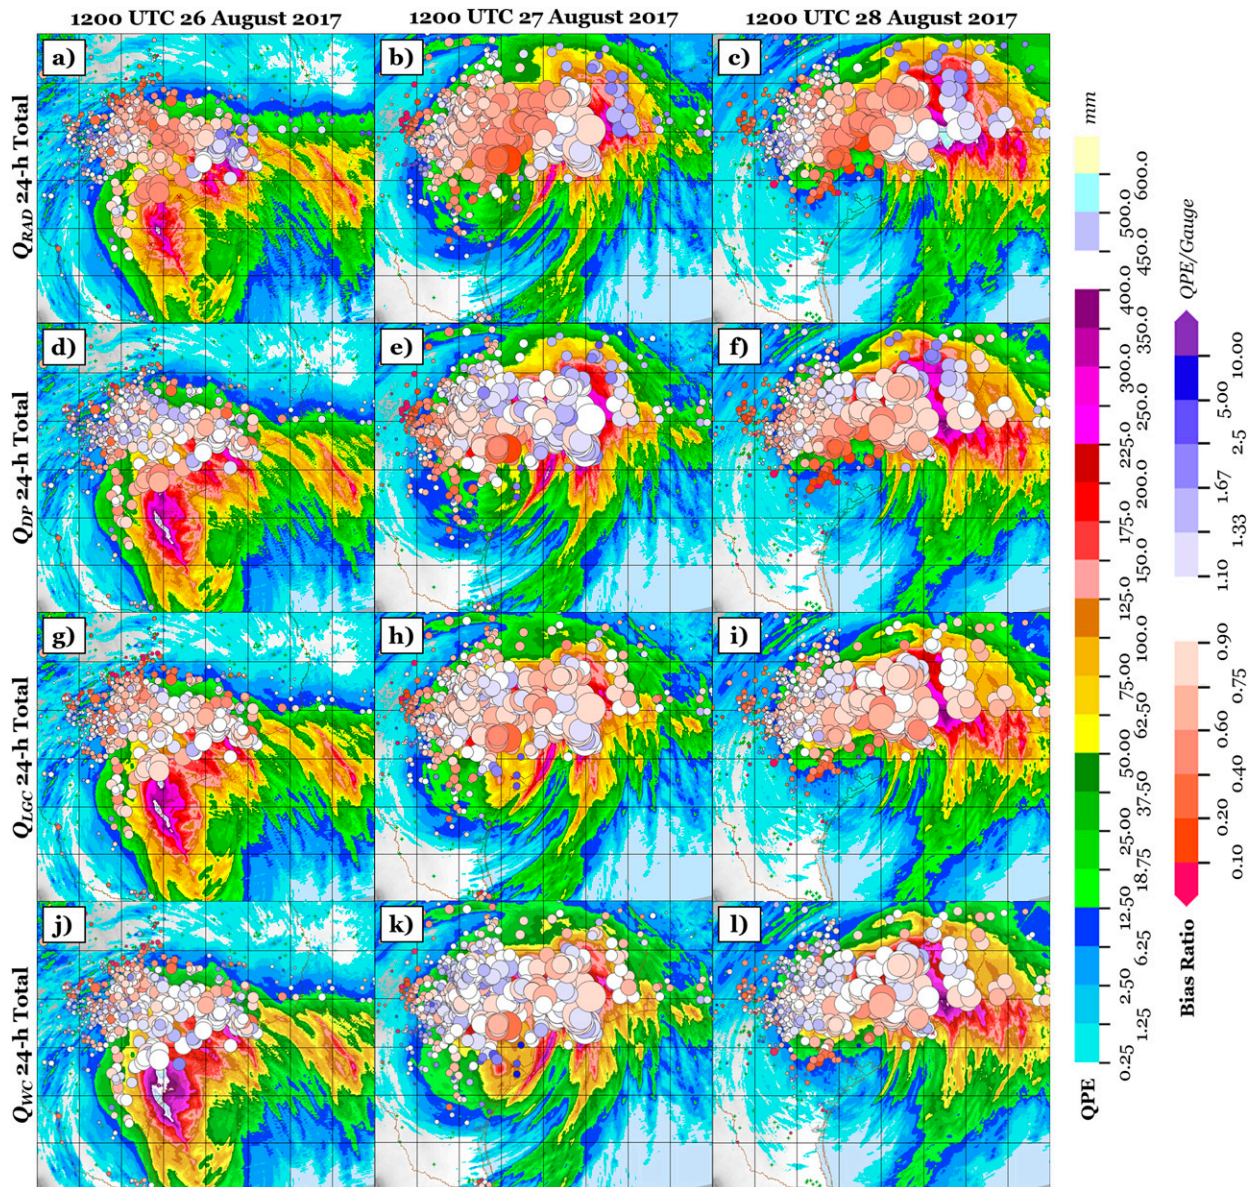 1200 UTC 26 August 2017
1200 UTC 27 August 2017
1200 UTC 28 August 2017
a)
b)
c)
Q_RAD 24-h Total
d)
e)
f)
Q_DP 24-h Total
g)
h)
i)
Q_LGC 24-h Total
j)
k)
l)
Q_WC 24-h Total
mm
600.0
500.0
450.0
400.0
350.0
300.0
250.0
225.0
200.0
175.0
150.0
125.0
100.0
75.00
62.50
50.00
37.50
25.00
18.75
12.50
6.25
2.50
1.25
0.25
QPE
QPE/Gauge
10.00
5.00
2.5
1.67
1.33
1.10
0.90
0.75
0.60
0.40
0.20
0.10
Bias Ratio